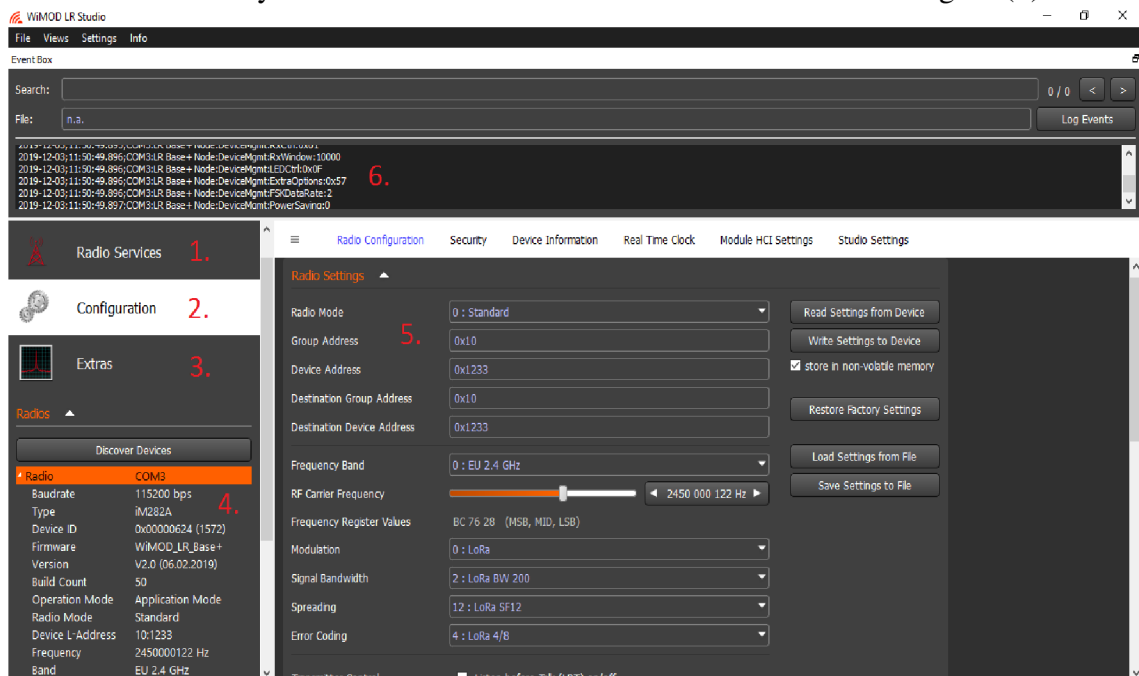 WiMOD LR Studio
File Views Settings Info
Event Box
Search: 0 / 0 < >
File: n.a. Log Events
2019-12-03;11:50:49.896;COM3:LR Base+ Node:DeviceMgmt:RxWindow:10000
2019-12-03;11:50:49.896;COM3:LR Base+ Node:DeviceMgmt:LEDCtrl:0x0F
2019-12-03;11:50:49.896;COM3:LR Base+ Node:DeviceMgmt:ExtraOptions:0x57
6.
2019-12-03;11:50:49.896;COM3:LR Base+ Node:DeviceMgmt:FSKDataRate:2
2019-12-03;11:50:49.897;COM3:LR Base+ Node:DeviceMgmt:PowerSaving:0
Radio Services 1.
Configuration 2.
Extras 3.
Radios
Discover Devices
Radio COM3
Baudrate 115200 bps
4.
Type iM282A
Device ID 0x00000624 (1572)
Firmware WiMOD_LR_Base+
Version V2.0 (06.02.2019)
Build Count 50
Operation Mode Application Mode
Radio Mode Standard
Device L-Address 10:1233
Frequency 2450000122 Hz
Band EU 2.4 GHz
Radio Configuration Security Device Information Real Time Clock Module HCI Settings Studio Settings
Radio Settings
Radio Mode 0 : Standard Read Settings from Device
5.
Group Address 0x10 Write Settings to Device
Device Address 0x1233 store in non-volatile memory
Destination Group Address 0x10 Restore Factory Settings
Destination Device Address 0x1233
Frequency Band 0 : EU 2.4 GHz Load Settings from File
RF Carrier Frequency 2450 000 122 Hz Save Settings to File
Frequency Register Values BC 76 28 (MSB, MID, LSB)
Modulation 0 : LoRa
Signal Bandwidth 2 : LoRa BW 200
Spreading 12 : LoRa SF12
Error Coding 4 : LoRa 4/8